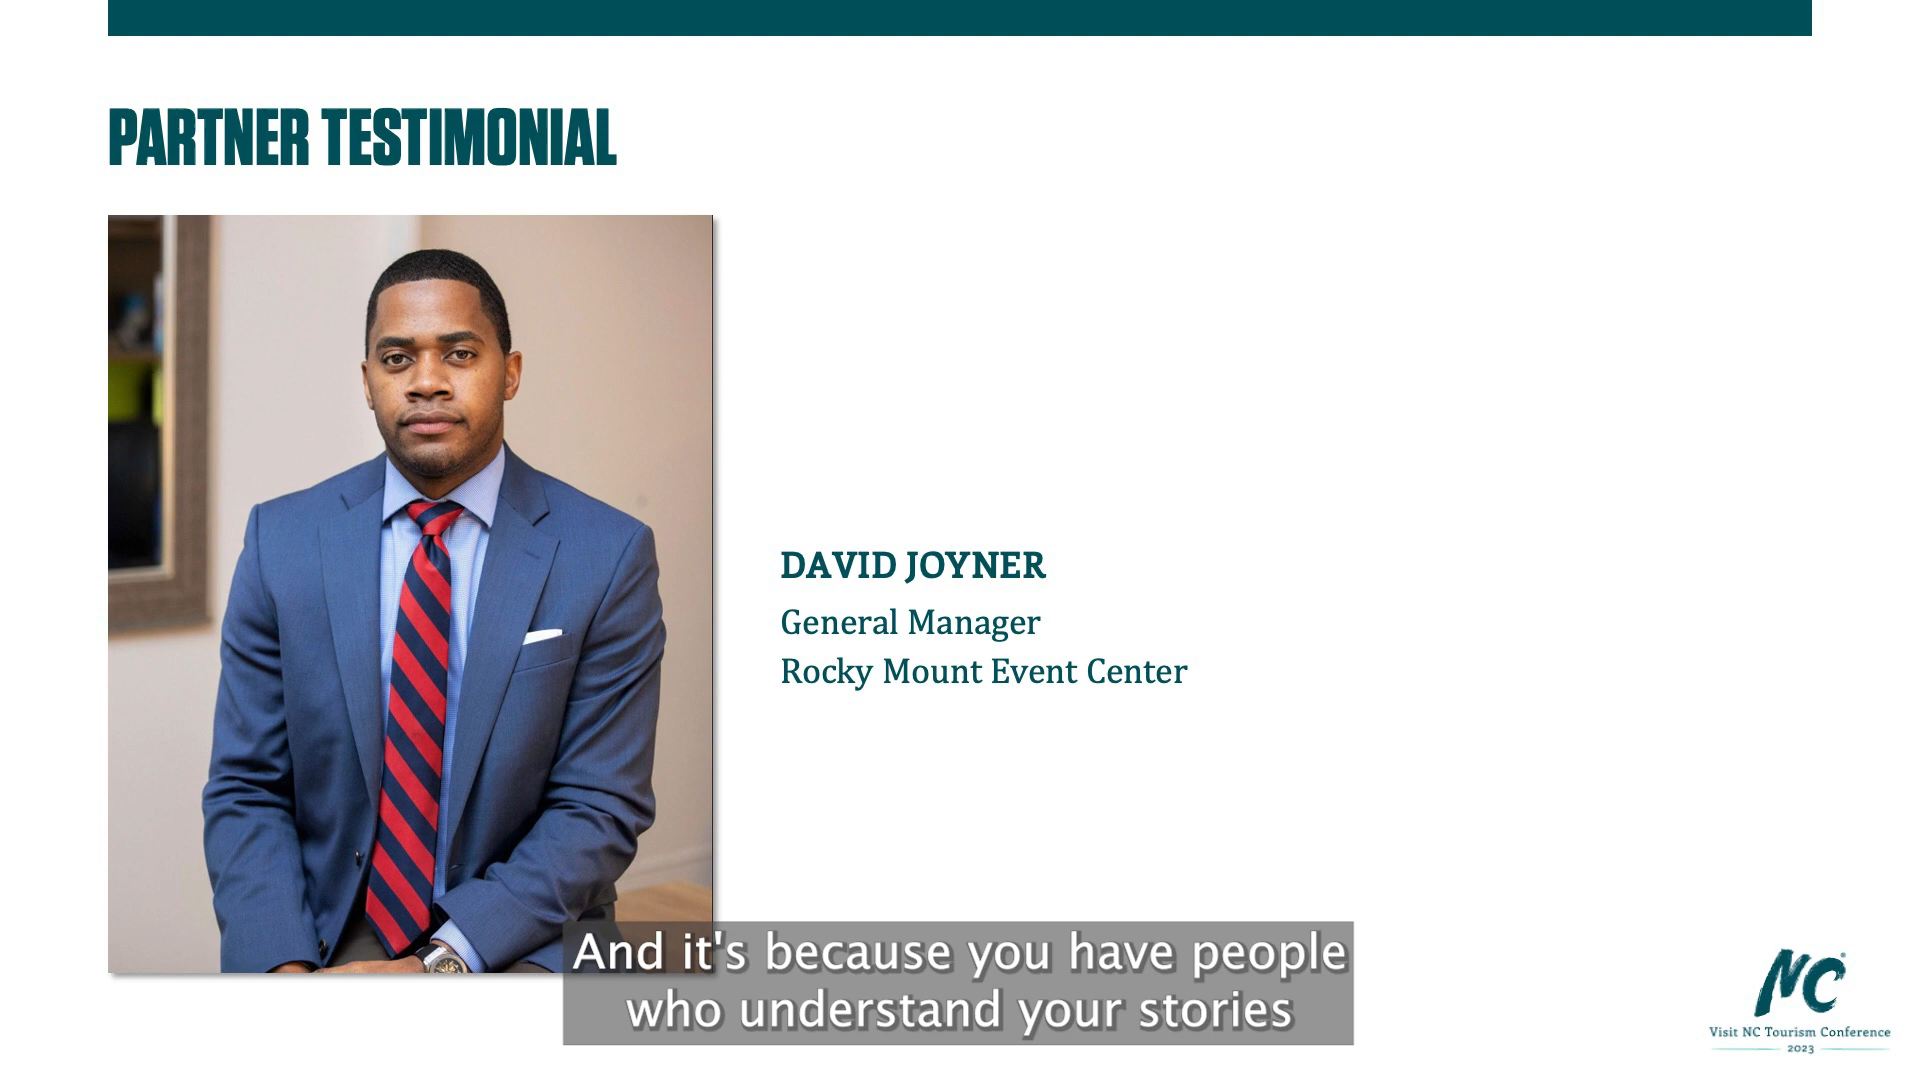 PARTNER TESTIMONIAL
DAVID JOYNER
General Manager
Rocky Mount Event Center
And it's because you have people
who understand your stories
NC
Visit NC Tourism Conference
2023